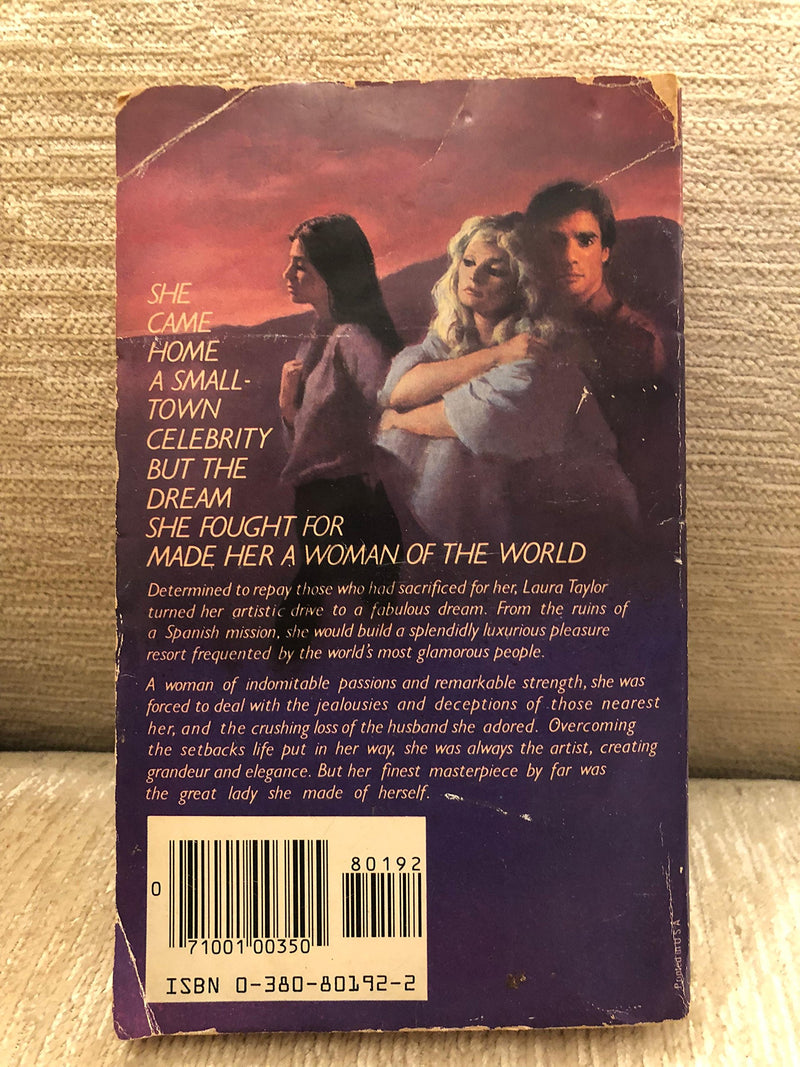 SHE
CAME
HOME
A SMALL-
TOWN
CELEBRITY
BUT THE
DREAM
SHE FOUGHT FOR
MADE HER A WOMAN OF THE WORLD
Determined to repay those who had sacrificed for her, Laura Taylor
turned her artistic drive to a fabulous dream. From the ruins of
a Spanish mission, she would build a splendidly luxurious pleasure
resort frequented by the world's most glamorous people.
A woman of indomitable passions and remarkable strength, she was
forced to deal with the jealousies and deceptions of those nearest
her, and the crushing loss of the husband she adored. Overcoming
the setbacks life put in her way, she was always the artist, creating
grandeur and elegance. But her finest masterpiece by far was
the great lady she made of herself.
80192
0
71001 00350
ISBN 0-380-80192-2
Printed in U S A